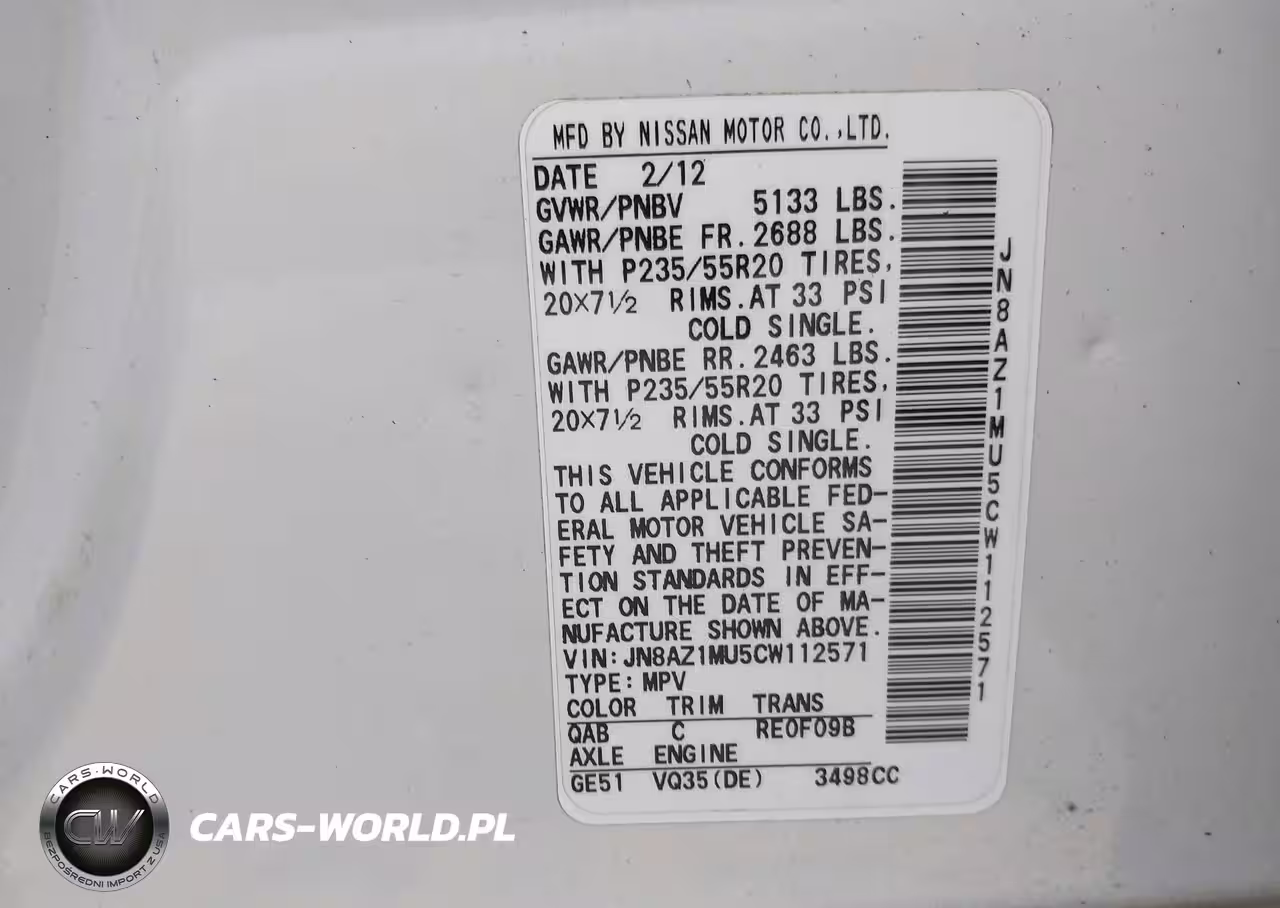 MFD BY NISSAN MOTOR CO.,LTD.
DATE 2/12
GVWR/PNBV 5133 LBS.
GAWR/PNBE FR. 2688 LBS.
WITH P235/55R20 TIRES,
20×7½ RIMS. AT 33 PSI
COLD SINGLE.
GAWR/PNBE RR. 2463 LBS.
WITH P235/55R20 TIRES,
20×7½ RIMS. AT 33 PSI
COLD SINGLE.
THIS VEHICLE CONFORMS
TO ALL APPLICABLE FED-
ERAL MOTOR VEHICLE SA-
FETY AND THEFT PREVEN-
TION STANDARDS IN EFF-
ECT ON THE DATE OF MA-
NUFACTURE SHOWN ABOVE.
VIN:JN8AZ1MU5CW112571
TYPE: MPV
COLOR TRIM TRANS
QAB C RE0F09B
AXLE ENGINE
GE51 VQ35(DE) 3498CC
JN8AZ1MU5CW112571
CARS-WORLD
CW
BEZPOŚREDNI IMPORT Z USA
CARS-WORLD.PL